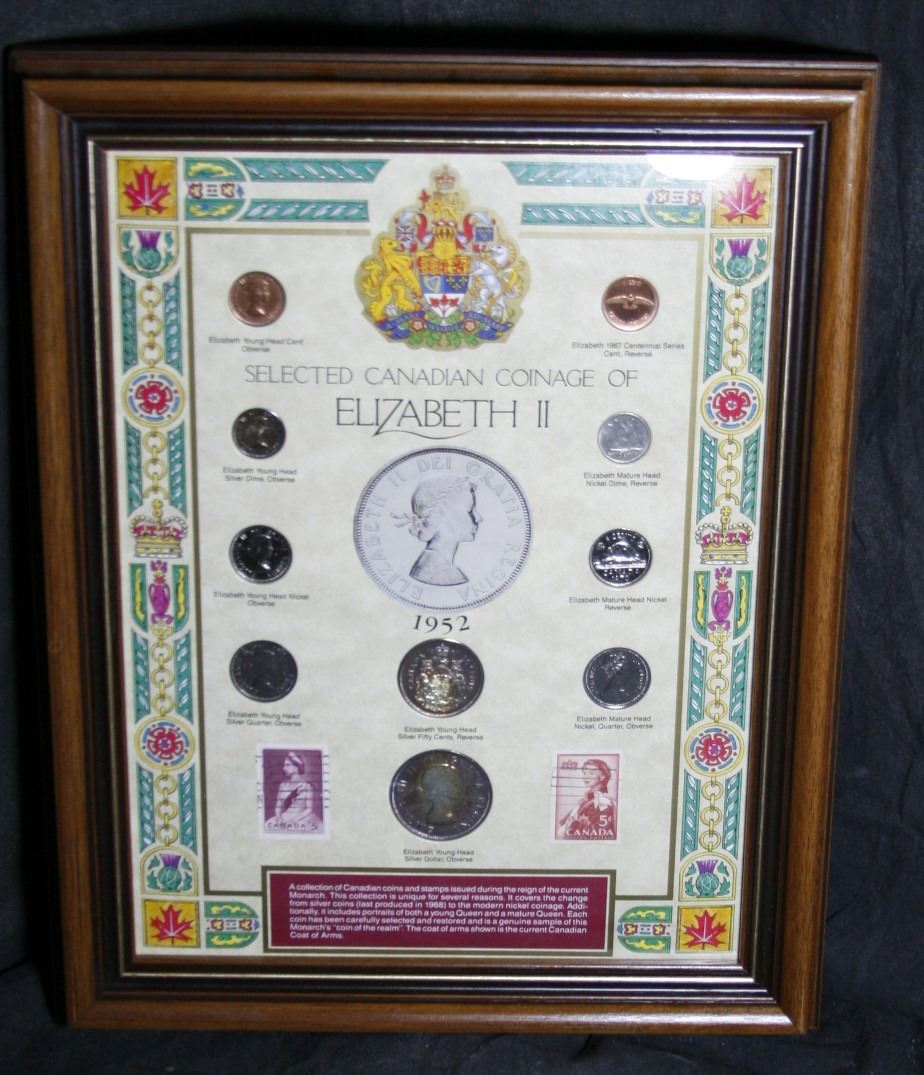 Elizabeth Young Head Cent
Obverse
Elizabeth 1967 Centennial Series
Cent, Reverse
SELECTED CANADIAN COINAGE OF
ELIZABETH II
Elizabeth Young Head
Silver Dime, Obverse
ELIZABETH II DEI GRATIA REGINA
Elizabeth Mature Head
Nickel Dime, Reverse
Elizabeth Young Head Nickel
Obverse
Elizabeth Mature Head Nickel
Reverse
1952
Elizabeth Young Head
Silver Quarter, Obverse
Elizabeth Young Head
Silver Fifty Cents, Reverse
Elizabeth Mature Head
Nickel, Quarter, Obverse
CANADA 5
5¢
CANADA
Elizabeth Young Head
Silver Dollar, Obverse
A collection of Canadian coins and stamps issued during the reign of the current
Monarch. This collection is unique for several reasons. It covers the change
from silver coins (last produced in 1968) to the modern nickel coinage. Addi-
tionally, it includes portraits of both a young Queen and a mature Queen. Each
coin has been carefully selected and restored and is a genuine sample of this
Monarch's "coin of the realm". The coat of arms shown is the current Canadian
Coat of Arms.